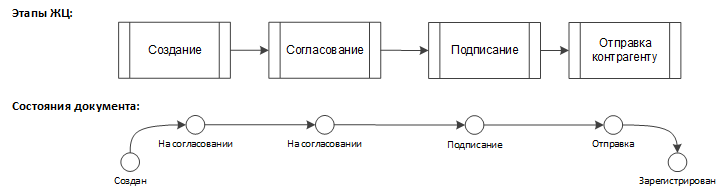 Этапы ЖЦ:
Создание
Согласование
Подписание
Отправка
контрагенту
Состояния документа:
На согласовании
На согласовании
Подписание
Отправка
Создан
Зарегистрирован